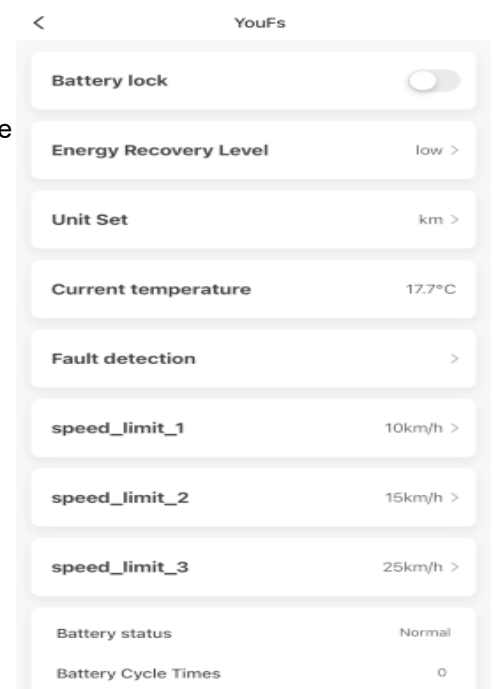 < YouFs
Battery lock
e
Energy Recovery Level low >
Unit Set km >
Current temperature 17.7°C
Fault detection >
speed_limit_1 10km/h >
speed_limit_2 15km/h >
speed_limit_3 25km/h >
Battery status Normal
Battery Cycle Times 0